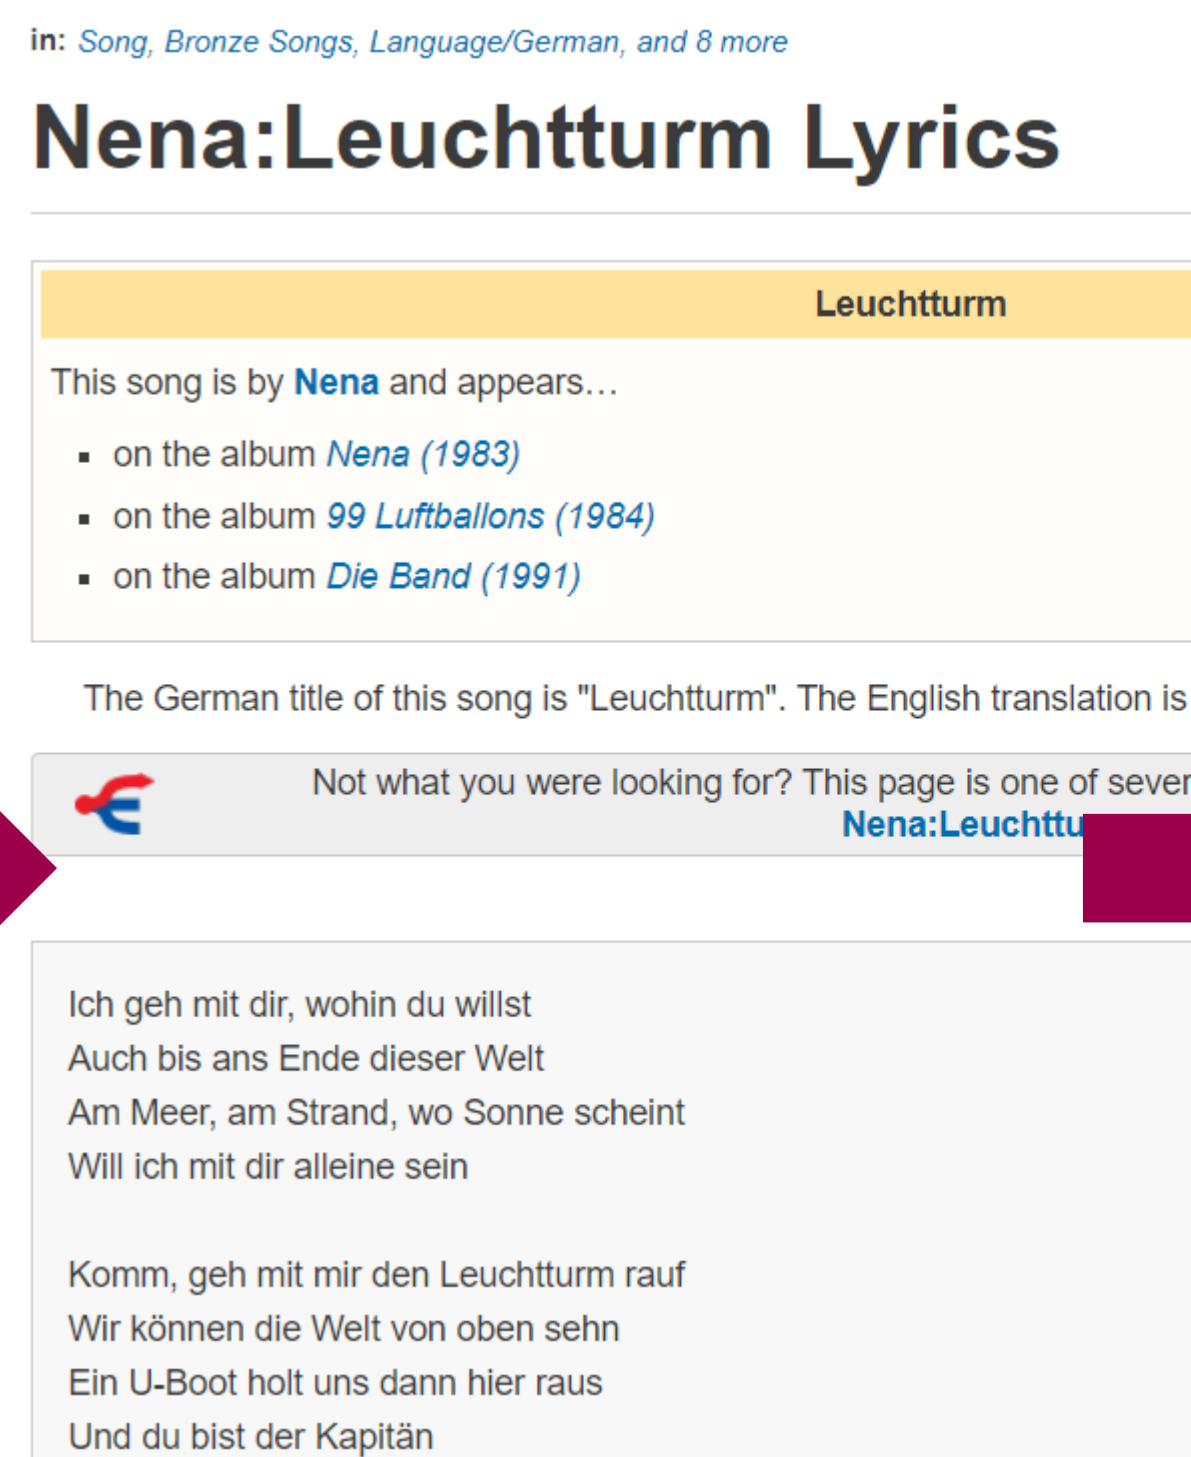 in: Song, Bronze Songs, Language/German, and 8 more
Nena:Leuchtturm Lyrics
Leuchtturm
This song is by Nena and appears…
on the album Nena (1983)
on the album 99 Luftballons (1984)
on the album Die Band (1991)
The German title of this song is "Leuchtturm". The English translation is
Not what you were looking for? This page is one of
Ich geh mit dir, wohin du willst
Auch bis ans Ende dieser Welt
Am Meer, am Strand, wo Sonne scheint
Will ich mit dir alleine sein
Komm, geh mit mir den Leuchtturm rauf
Wir können die Welt von oben sehn
Ein U-Boot holt uns dann hier raus
Und du bist der Kapitän